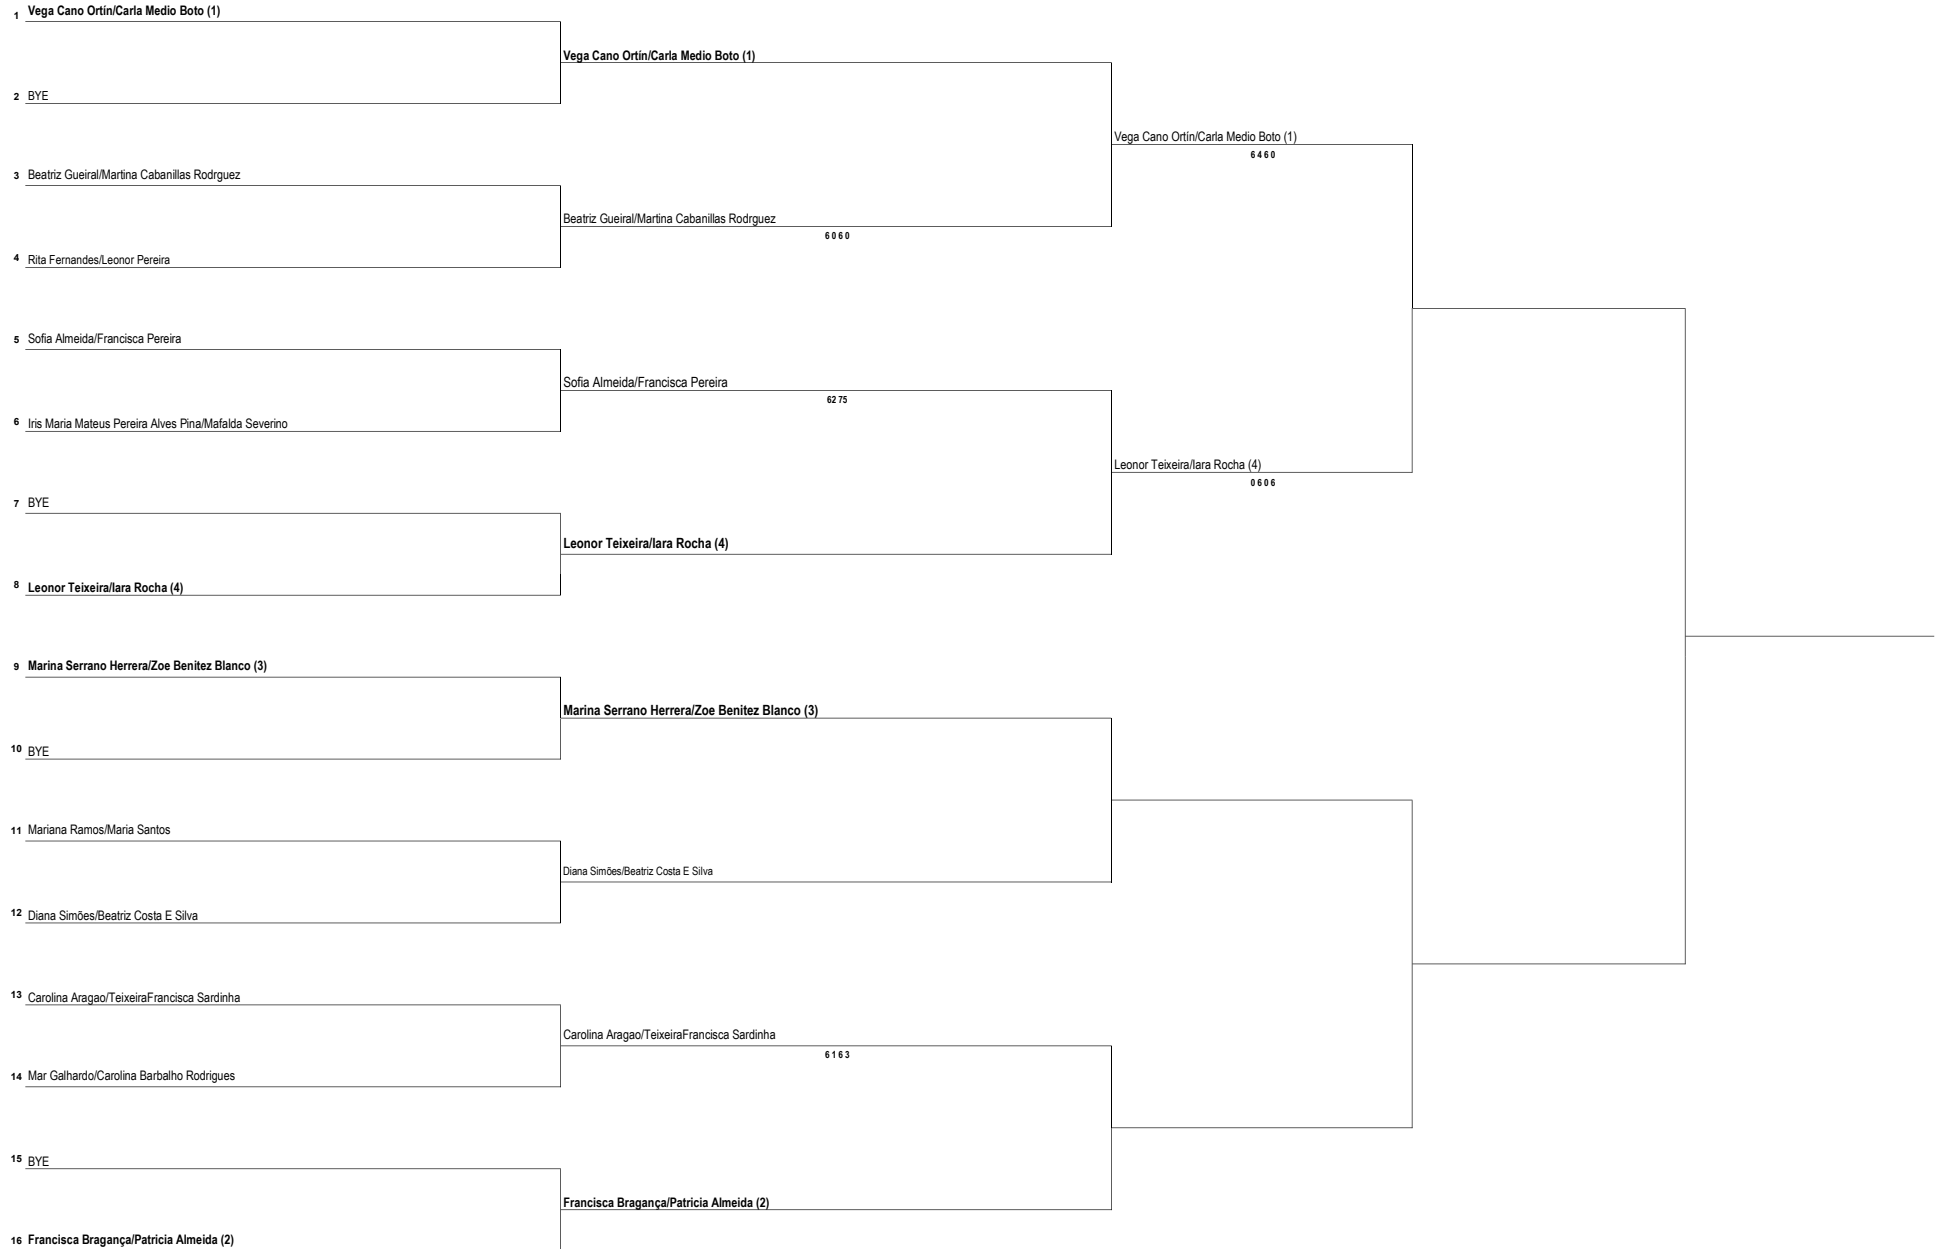 1 Vega Cano Ortín/Carla Medio Boto (1)
Vega Cano Ortín/Carla Medio Boto (1)
2 BYE
Vega Cano Ortín/Carla Medio Boto (1)
6 4 6 0
3 Beatriz Gueiral/Martina Cabanillas Rodrguez
Beatriz Gueiral/Martina Cabanillas Rodrguez
6 0 6 0
4 Rita Fernandes/Leonor Pereira
5 Sofia Almeida/Francisca Pereira
Sofia Almeida/Francisca Pereira
62 75
6 Iris Maria Mateus Pereira Alves Pina/Mafalda Severino
Leonor Teixeira/Iara Rocha (4)
0 6 0 6
7 BYE
Leonor Teixeira/Iara Rocha (4)
8 Leonor Teixeira/Iara Rocha (4)
9 Marina Serrano Herrera/Zoe Benitez Blanco (3)
Marina Serrano Herrera/Zoe Benitez Blanco (3)
10 BYE
11 Mariana Ramos/Maria Santos
Diana Simões/Beatriz Costa E Silva
12 Diana Simões/Beatriz Costa E Silva
13 Carolina Aragao/TeixeiraFrancisca Sardinha
Carolina Aragao/TeixeiraFrancisca Sardinha
6 1 6 3
14 Mar Galhardo/Carolina Barbalho Rodrigues
15 BYE
Francisca Bragança/Patricia Almeida (2)
16 Francisca Bragança/Patricia Almeida (2)